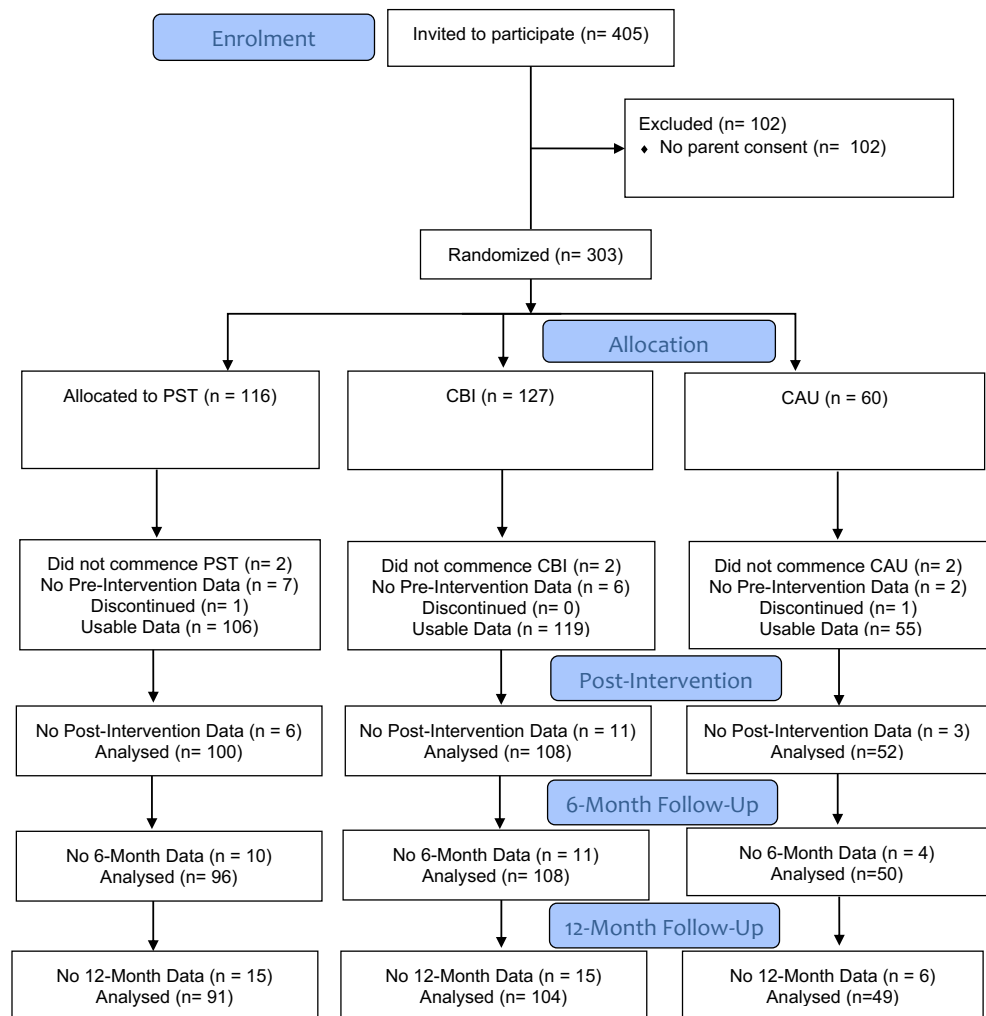 Enrolment
Invited to participate (n= 405)
Excluded (n= 102)
♦ No parent consent (n= 102)
Randomized (n= 303)
Allocation
Allocated to PST (n = 116)
CBI (n = 127)
CAU (n = 60)
Did not commence PST (n= 2)
No Pre-Intervention Data (n = 7)
Discontinued (n= 1)
Usable Data (n = 106)
Did not commence CBI (n= 2)
No Pre-Intervention Data (n = 6)
Discontinued (n= 0)
Usable Data (n = 119)
Did not commence CAU (n= 2)
No Pre-Intervention Data (n = 2)
Discontinued (n= 1)
Usable Data (n= 55)
Post-Intervention
No Post-Intervention Data (n = 6)
Analysed (n= 100)
No Post-Intervention Data (n = 11)
Analysed (n= 108)
No Post-Intervention Data (n = 3)
Analysed (n=52)
6-Month Follow-Up
No 6-Month Data (n = 10)
Analysed (n= 96)
No 6-Month Data (n = 11)
Analysed (n= 108)
No 6-Month Data (n = 4)
Analysed (n=50)
12-Month Follow-Up
No 12-Month Data (n = 15)
Analysed (n= 91)
No 12-Month Data (n = 15)
Analysed (n= 104)
No 12-Month Data (n = 6)
Analysed (n=49)